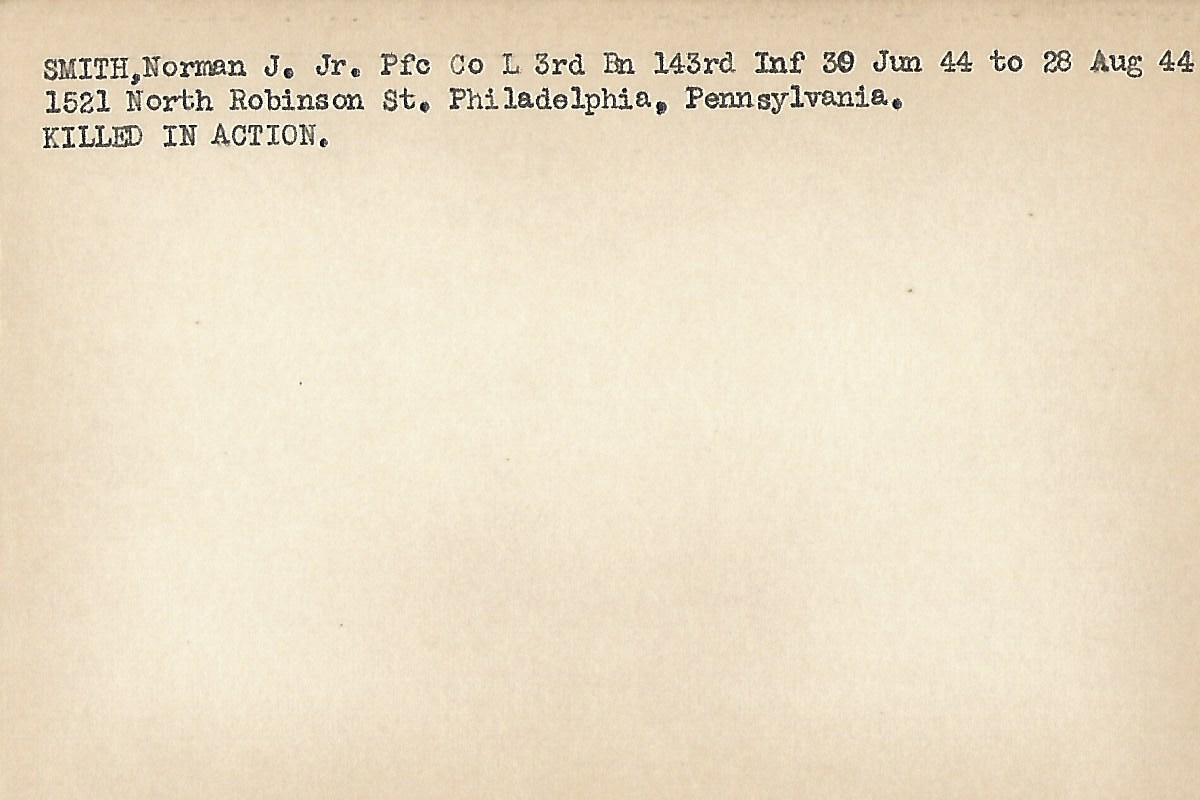 SMITH,Norman J. Jr. Pfc Co L 3rd Bn 143rd Inf 30 Jun 44 to 28 Aug 44
1521 North Robinson St. Philadelphia, Pennsylvania.
KILLED IN ACTION.